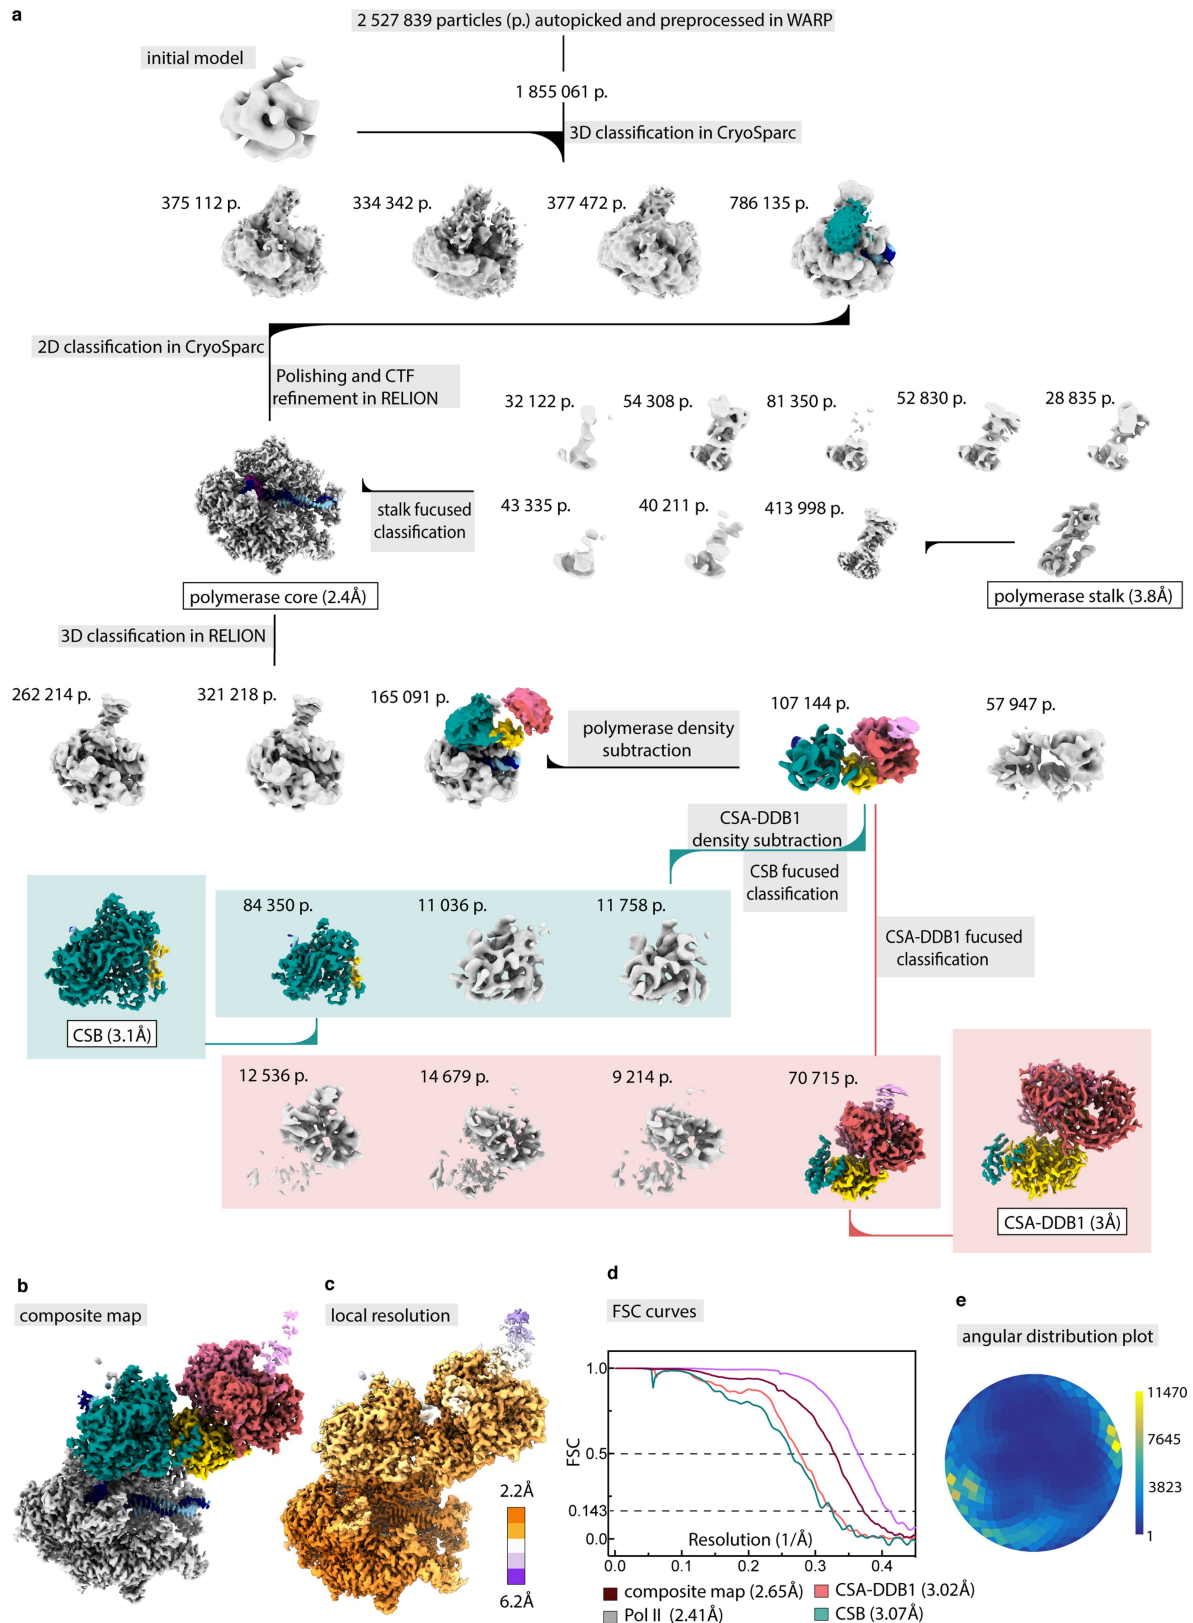 a
2 527 839 particles (p.) autopicked and preprocessed in WARP
initial model
1 855 061 p.
3D classification in CryoSparc
375 112 p.
334 342 p.
377 472 p.
786 135 p.
2D classification in CryoSparc
Polishing and CTF
refinement in RELION
32 122 p.
54 308 p.
81 350 p.
52 830 p.
28 835 p.
stalk fucused
classification
43 335 p.
40 211 p.
413 998 p.
polymerase core (2.4Å)
polymerase stalk (3.8Å)
3D classification in RELION
262 214 p.
321 218 p.
165 091 p.
polymerase density
subtraction
107 144 p.
57 947 p.
CSA-DDB1
density subtraction
CSB fucused
classification
84 350 p.
11 036 p.
11 758 p.
CSA-DDB1 fucused
classification
CSB (3.1Å)
12 536 p.
14 679 p.
9 214 p.
70 715 p.
CSA-DDB1 (3Å)
b
composite map
c
local resolution
2.2Å
6.2Å
d
FSC curves
1.0
0.5
0.143
0.0
FSC
Resolution (1/Å)
0.0 0.1 0.2 0.3 0.4
composite map (2.65Å)
CSA-DDB1 (3.02Å)
Pol II (2.41Å)
CSB (3.07Å)
e
angular distribution plot
11470
7645
3823
1